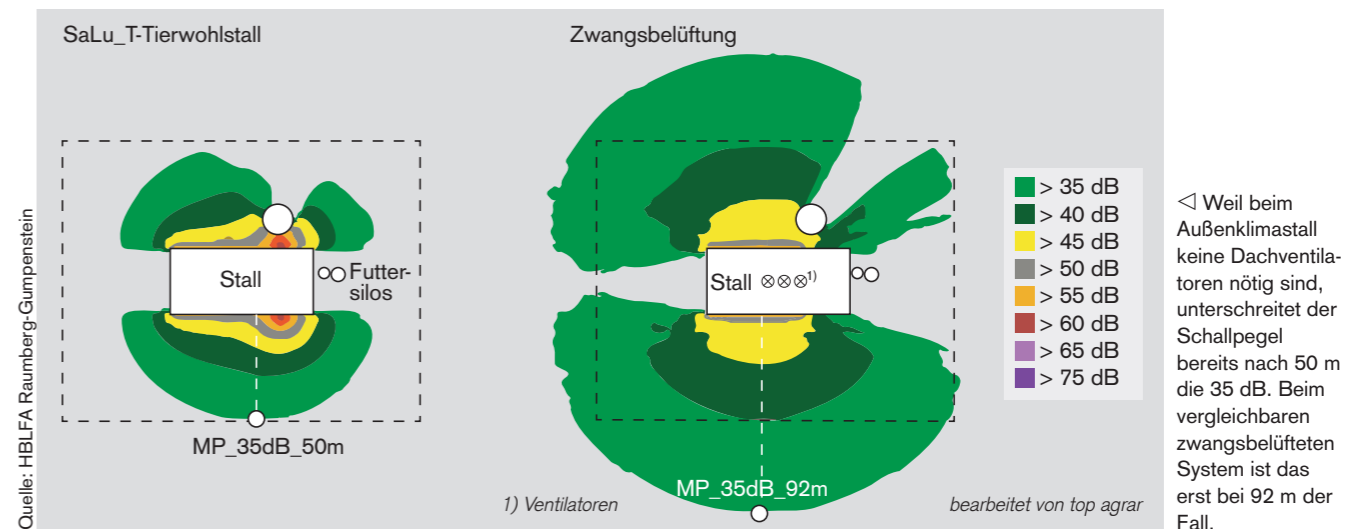 SaLu_T-Tierwohlstall
Zwangsbelüftung
Stall
Futter-
silos
MP_35dB_50m
Stall ⊗⊗⊗1)
MP_35dB_92m
1) Ventilatoren
bearbeitet von top agrar
> 35 dB
> 40 dB
> 45 dB
> 50 dB
> 55 dB
> 60 dB
> 65 dB
> 75 dB
Quelle: HBLFA Raumberg-Gumpenstein
◁ Weil beim
Außenklimastall
keine Dachventila-
toren nötig sind,
unterschreitet der
Schallpegel
bereits nach 50 m
die 35 dB. Beim
vergleichbaren
zwangsbelüfteten
System ist das
erst bei 92 m der
Fall.